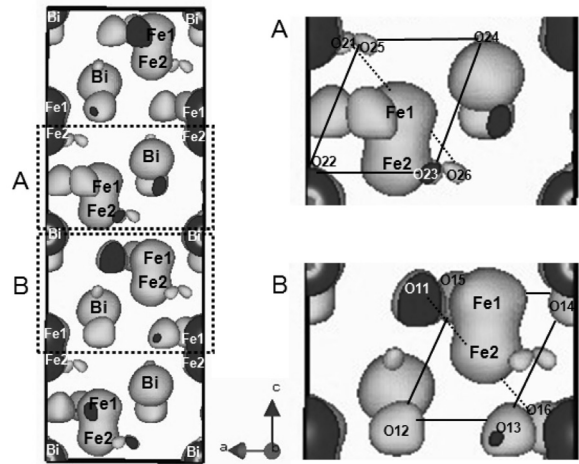 Bi Bi
Fe1
Fe2
Bi
Fe1 Fe1
Fe2 Fe2
Bi
A
Fe1
Fe2
Bi Bi
Fe1
B
Fe2
Bi
Fe1 Fe1
Fe2 Fe2
Bi
Fe1
Fe2
Bi Bi
c
a b
A
O21 O25 O24
Fe1
Fe2
O22 O23 O26
B
O11 O15 O14
Fe1
Fe2
O12 O13 O16